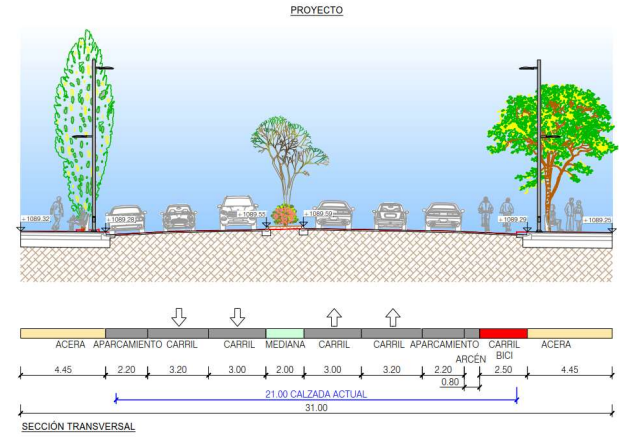 PROYECTO
+1089.32
+1089.28
+1089.55
+1089.59
+1089.29
+1089.25
ACERA APARCAMIENTO CARRIL CARRIL MEDIANA CARRIL CARRIL APARCAMIENTO CARRIL ACERA
ARCÉN BICI
4.45 2.20 3.20 3.00 2.00 3.00 3.20 2.20 2.50 4.45
0.80
21.00 CALZADA ACTUAL
31.00
SECCIÓN TRANSVERSAL